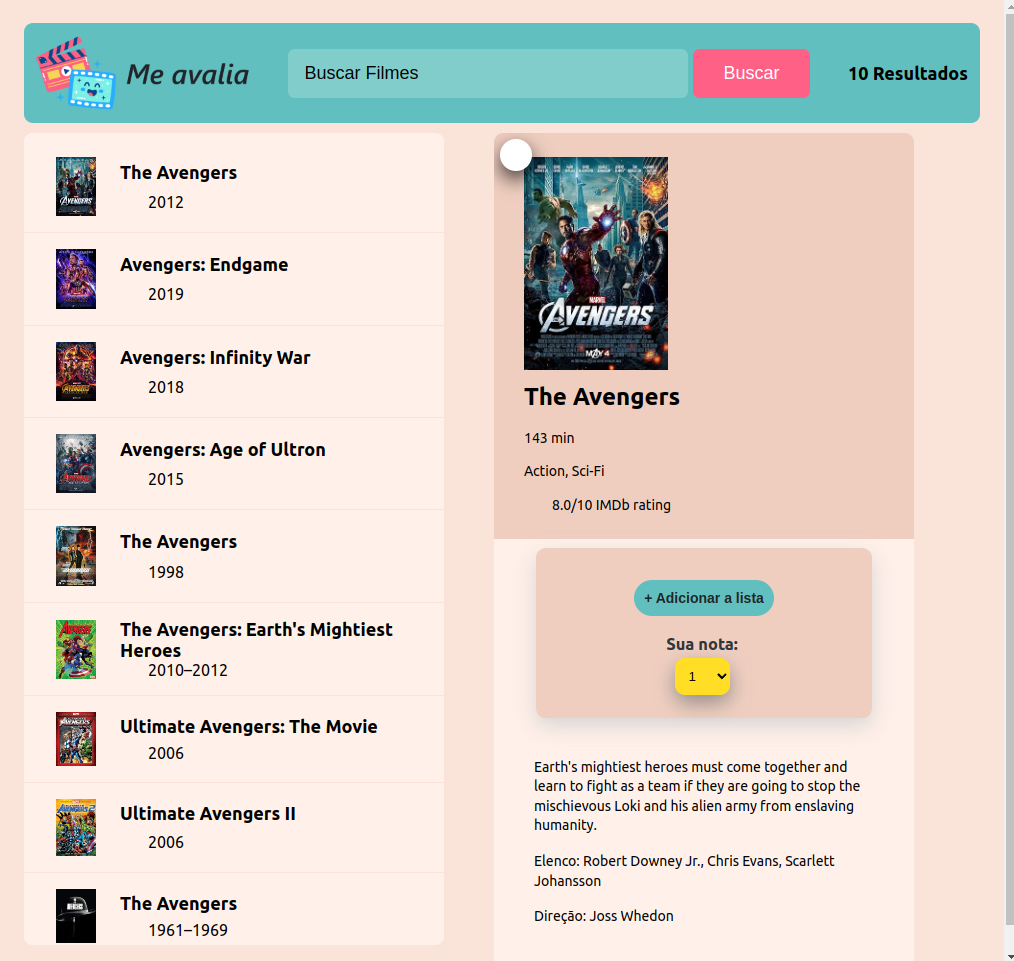 Me avalia
Buscar Filmes
Buscar
10 Resultados
The Avengers
2012
Avengers: Endgame
2019
Avengers: Infinity War
2018
Avengers: Age of Ultron
2015
The Avengers
1998
The Avengers: Earth's Mightiest
Heroes
2010–2012
Ultimate Avengers: The Movie
2006
Ultimate Avengers II
2006
The Avengers
1961–1969
MARVEL
AVENGERS
MAY 4
The Avengers
143 min
Action, Sci-Fi
8.0/10 IMDb rating
+ Adicionar a lista
Sua nota:
1
Earth's mightiest heroes must come together and
learn to fight as a team if they are going to stop the
mischievous Loki and his alien army from enslaving
humanity.
Elenco: Robert Downey Jr., Chris Evans, Scarlett
Johansson
Direção: Joss Whedon